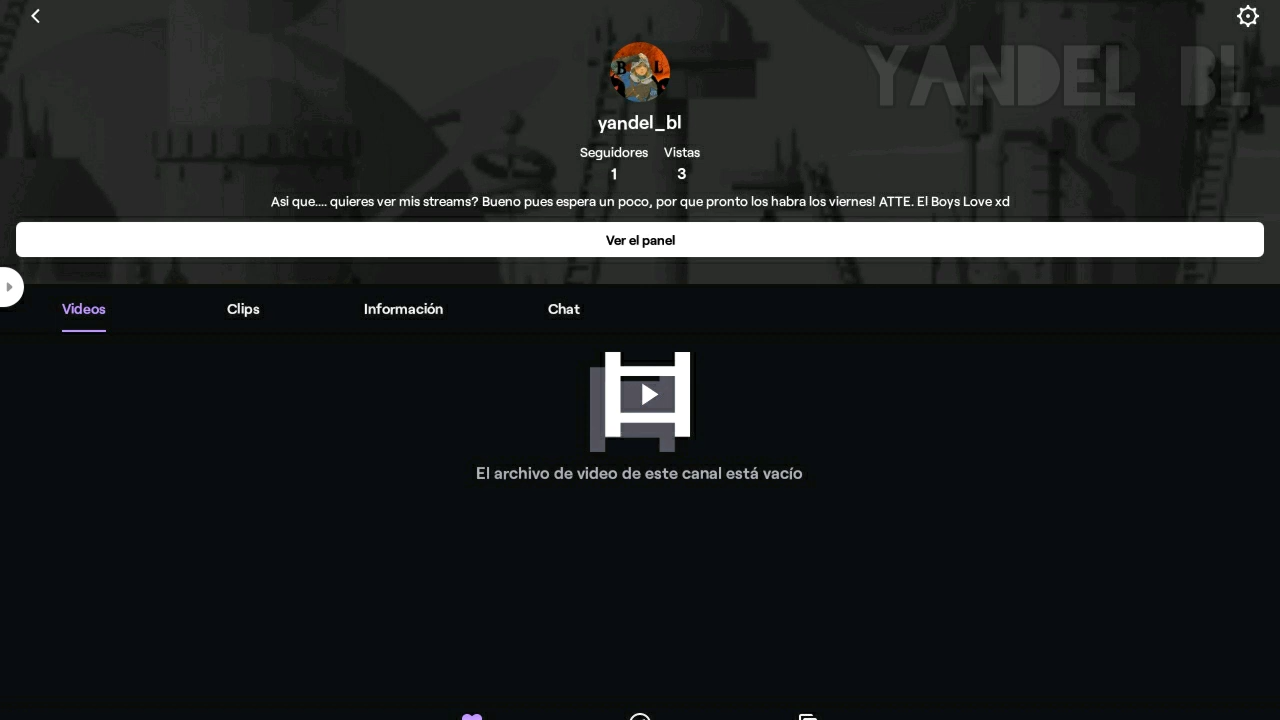 YANDEL BL
B L
yandel_bl
Seguidores Vistas
1 3
Asi que.... quieres ver mis streams? Bueno pues espera un poco, por que pronto los habra los viernes! ATTE. El Boys Love xd
Ver el panel
Videos Clips Información Chat
El archivo de video de este canal está vacío